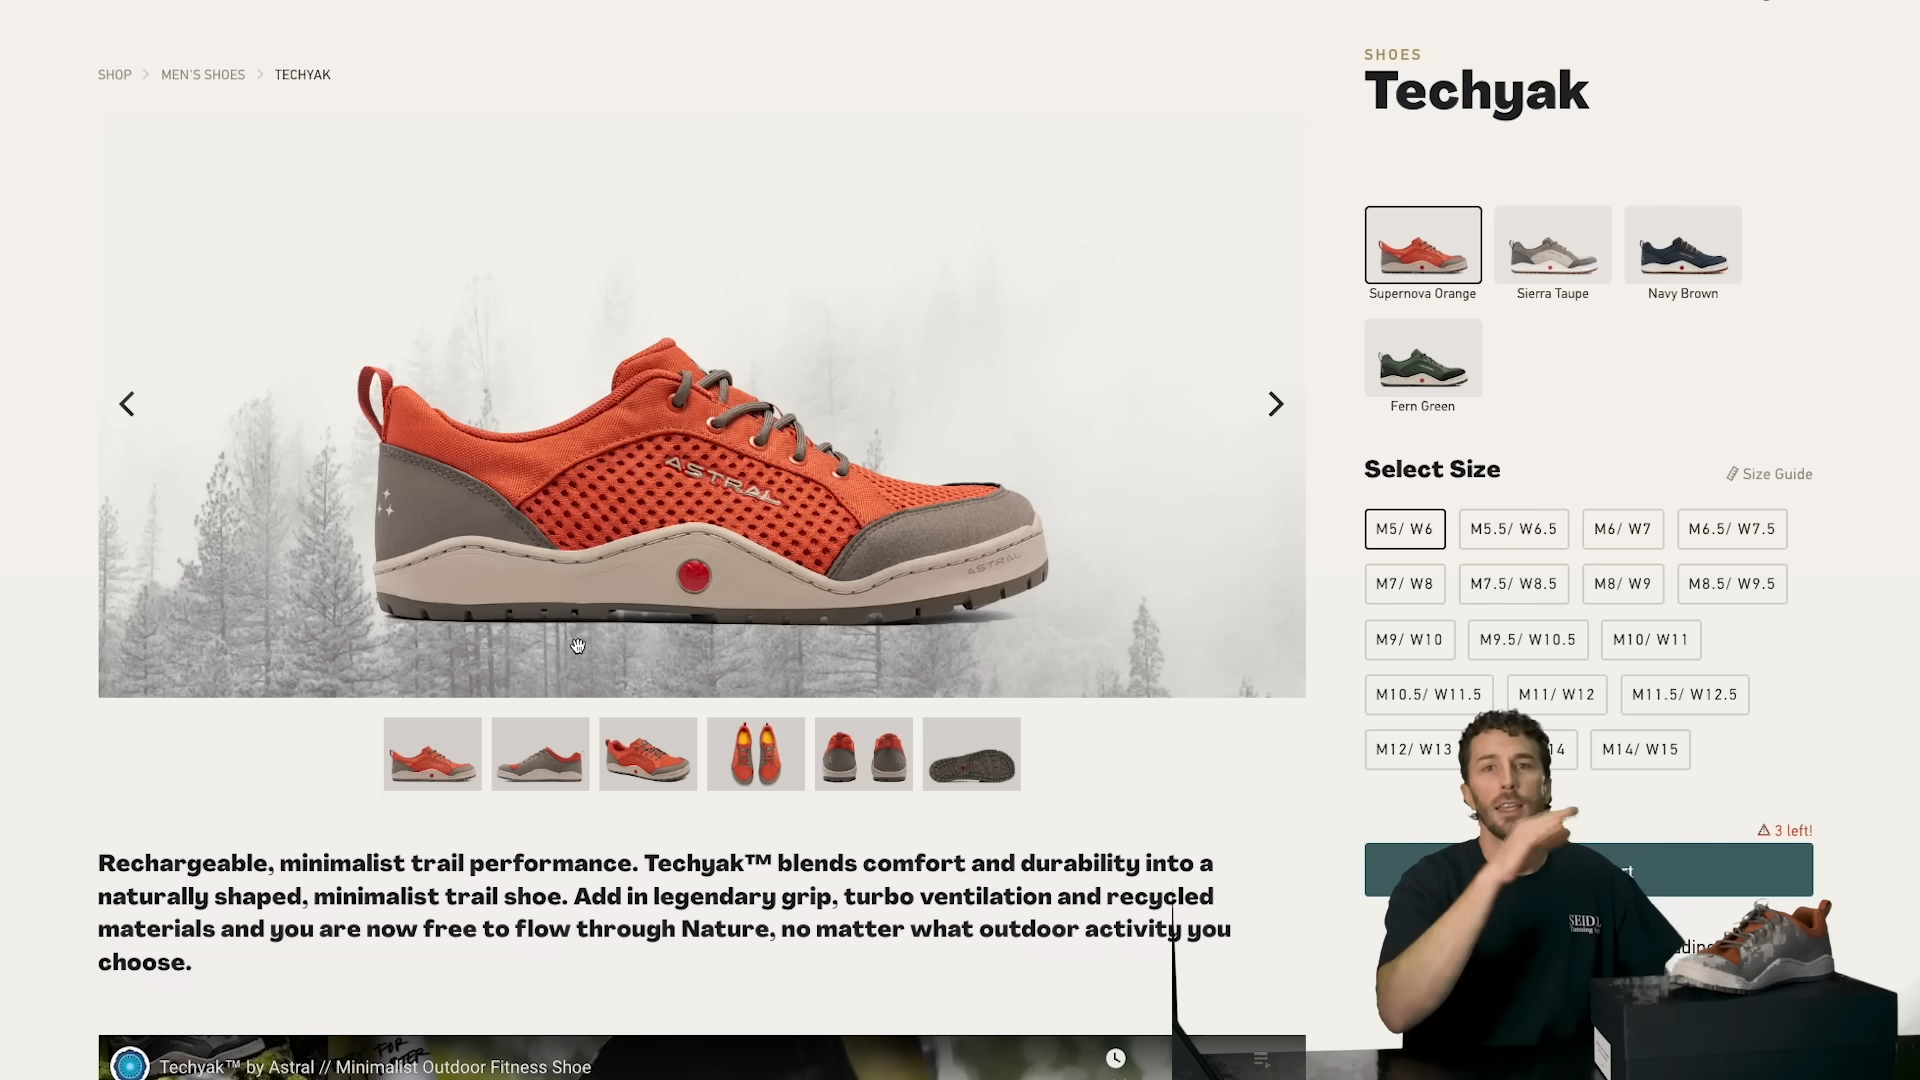 SHOP > MEN'S SHOES > TECHYAK
SHOES
Techyak
Supernova Orange
Sierra Taupe
Navy Brown
Fern Green
Select Size
Size Guide
M5/ W6
M5.5/ W6.5
M6/ W7
M6.5/ W7.5
M7/ W8
M7.5/ W8.5
M8/ W9
M8.5/ W9.5
M9/ W10
M9.5/ W10.5
M10/ W11
M10.5/ W11.5
M11/ W12
M11.5/ W12.5
M12/ W13
14
M14/ W15
3 left!
ASTRAL
ASTRAL
Rechargeable, minimalist trail performance. Techyak™ blends comfort and durability into a
naturally shaped, minimalist trail shoe. Add in legendary grip, turbo ventilation and recycled
materials and you are now free to flow through Nature, no matter what outdoor activity you
choose.
Techyak™ by Astral // Minimalist Outdoor Fitness Shoe